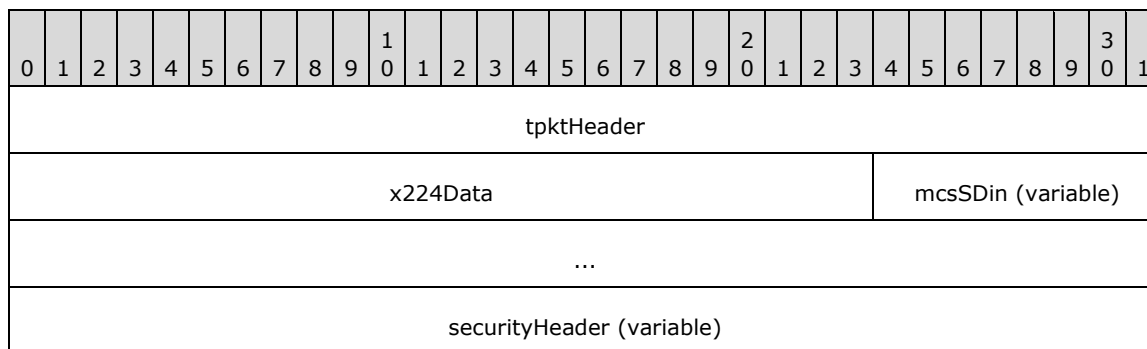 1 2 3
0 1 2 3 4 5 6 7 8 9 0 1 2 3 4 5 6 7 8 9 0 1 2 3 4 5 6 7 8 9 0 1
tpktHeader
x224Data mcsSDin (variable)
...
securityHeader (variable)